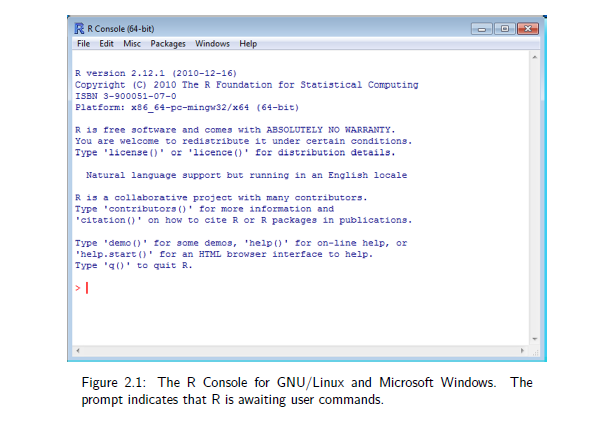 R Console (64-bit)
File Edit Misc Packages Windows Help
R version 2.12.1 (2010-12-16)
Copyright (C) 2010 The R Foundation for Statistical Computing
ISBN 3-900051-07-0
Platform: x86_64-pc-mingw32/x64 (64-bit)
R is free software and comes with ABSOLUTELY NO WARRANTY.
You are welcome to redistribute it under certain conditions.
Type 'license()' or 'licence()' for distribution details.
Natural language support but running in an English locale
R is a collaborative project with many contributors.
Type 'contributors()' for more information and
'citation()' on how to cite R or R packages in publications.
Type 'demo()' for some demos, 'help()' for on-line help, or
'help.start()' for an HTML browser interface to help.
Type 'q()' to quit R.
>
Figure 2.1: The R Console for GNU/Linux and Microsoft Windows. The
prompt indicates that R is awaiting user commands.